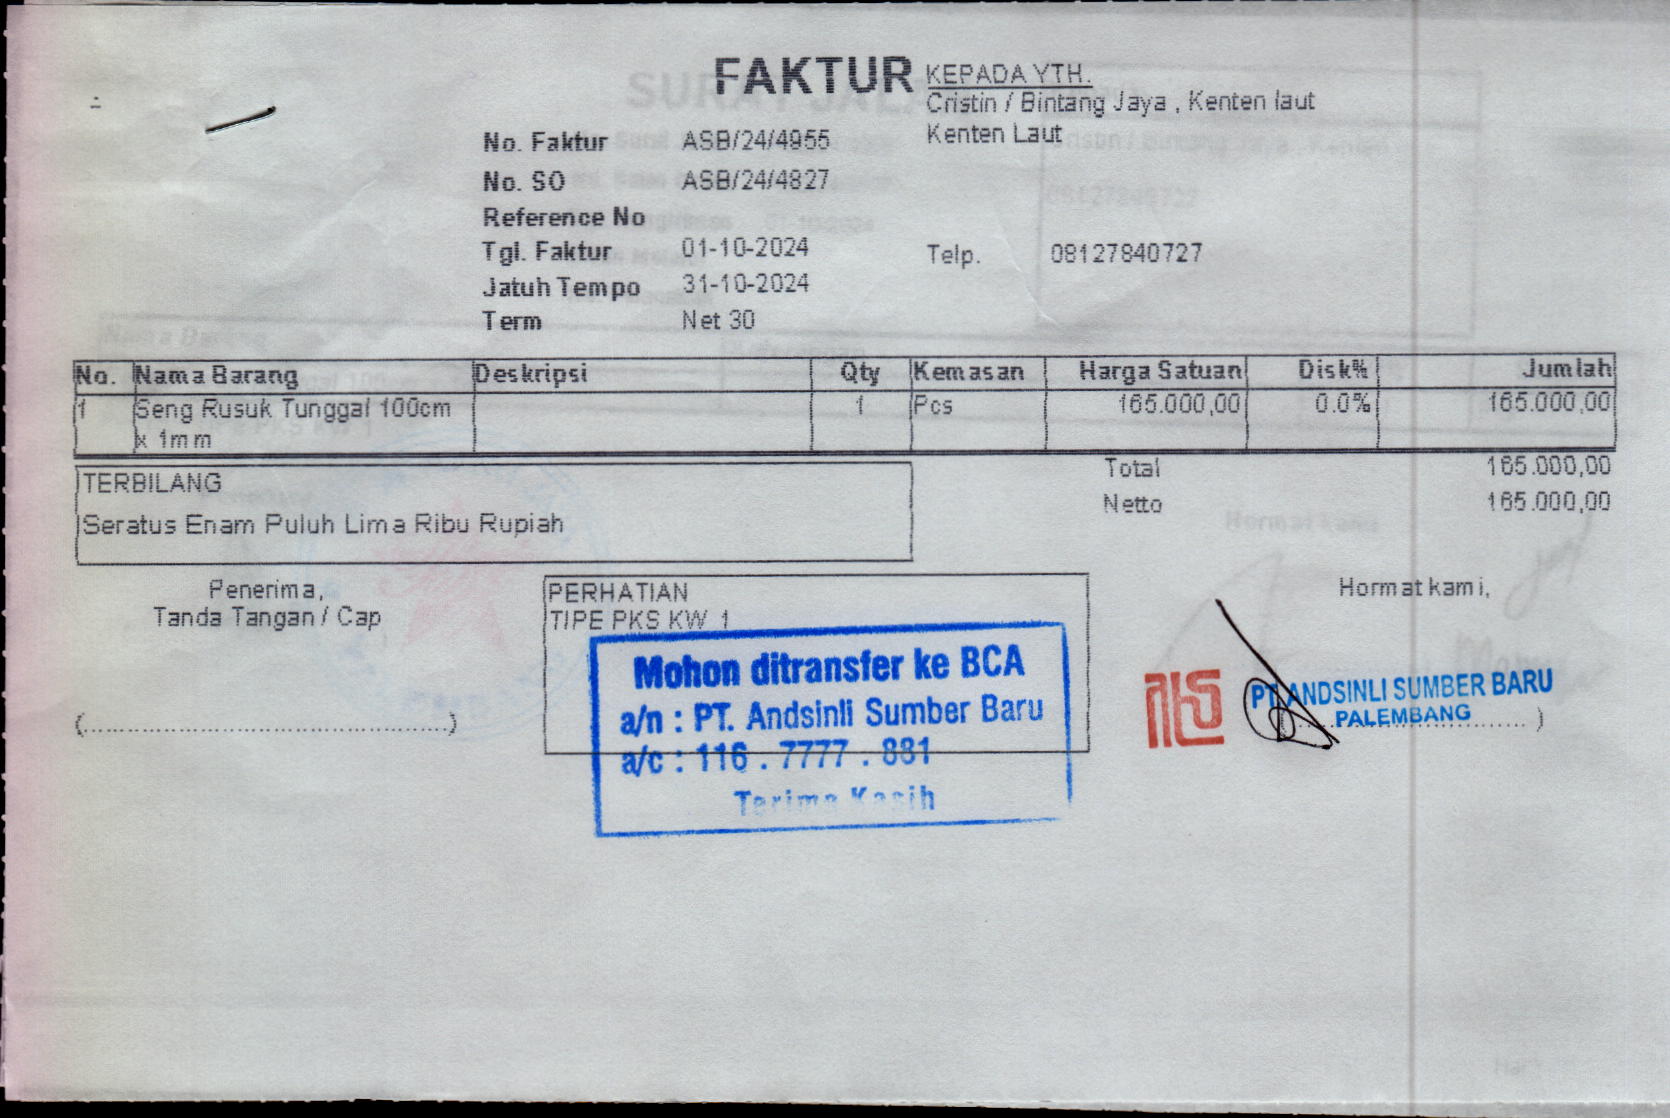 FAKTUR
KEPADA YTH.
Cristin / Bintang Jaya , Kenten laut
Kenten Laut
No. Faktur ASB/24/4955
No. SO ASB/24/4827
Reference No
Tgl. Faktur 01-10-2024
Telp. 08127840727
Jatuh Tempo 31-10-2024
Term Net 30
No. Nama Barang Deskripsi Qty Kemasan Harga Satuan Disk% Jumlah
1 Seng Rusuk Tunggal 100cm 1 Pcs 165.000,00 0.0% 165.000,00
x 1mm
Total 165.000,00
Netto 165.000,00
TERBILANG
Seratus Enam Puluh Lima Ribu Rupiah
Penerima,
Tanda Tangan / Cap
(..................................................)
PERHATIAN
TIPE PKS KW 1
Mohon ditransfer ke BCA
a/n : PT. Andsinli Sumber Baru
a/c : 116 . 7777 . 881
Terima Kasih
Hormat kami,
PT. ANDSINLI SUMBER BARU
PALEMBANG